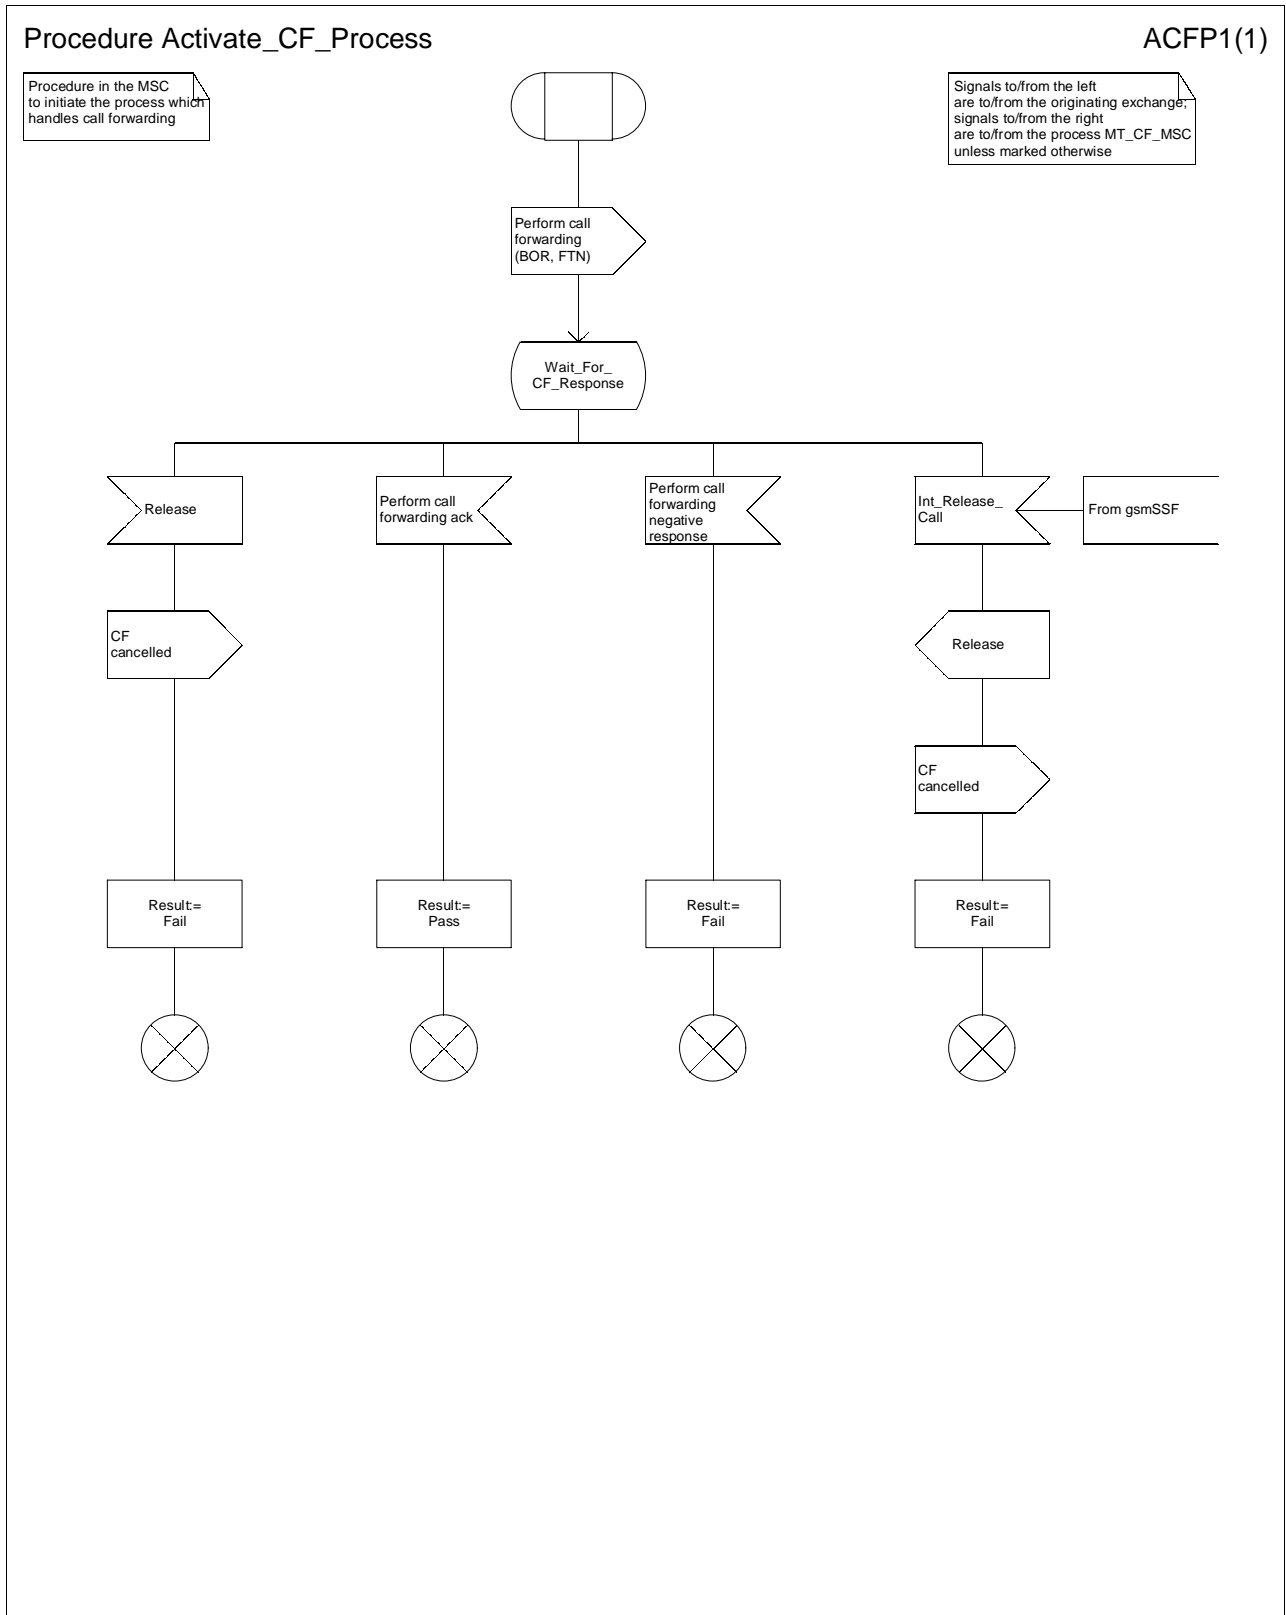 Procedure Activate_CF_Process
ACFP1(1)
Procedure in the MSC
to initiate the process which
handles call forwarding
Signals to/from the left
are to/from the originating exchange;
signals to/from the right
are to/from the process MT_CF_MSC
unless marked otherwise
Perform call
forwarding
(BOR, FTN)
Wait_For_
CF_Response
Release
Perform call
forwarding ack
Perform call
forwarding
negative
response
Int_Release_
Call
From gsmSSF
CF
cancelled
Release
CF
cancelled
Result:=
Fail
Result:=
Pass
Result:=
Fail
Result:=
Fail